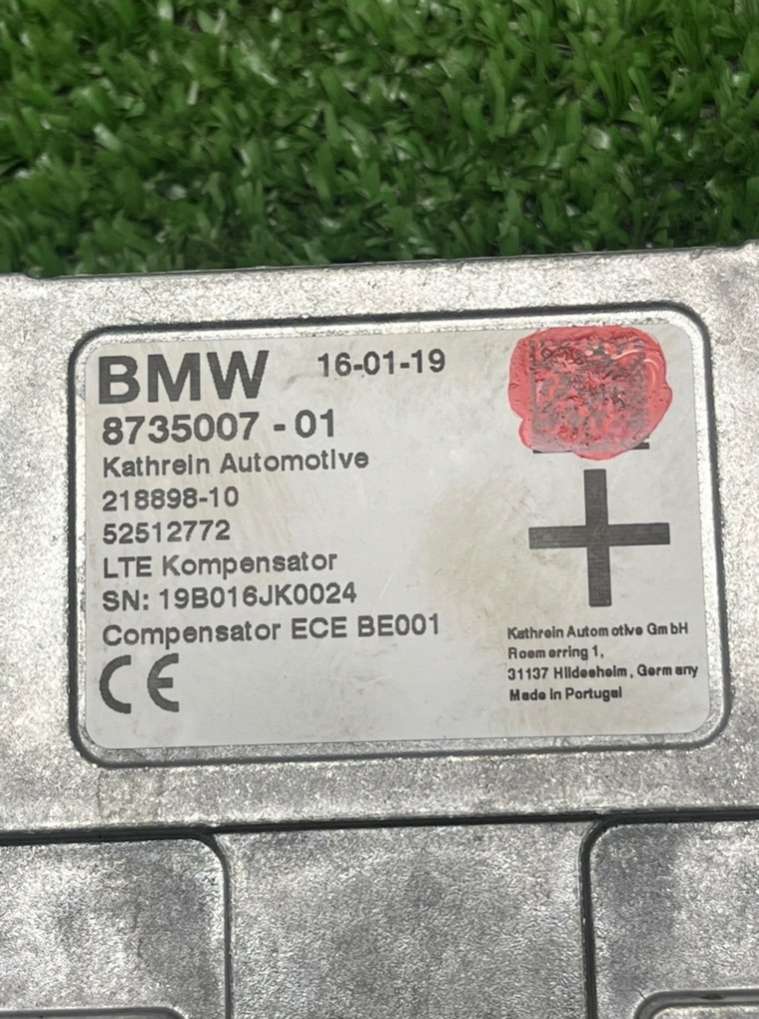 BMW 16-01-19
8735007 - 01
Kathrein Automotive
218898-10
52512772
LTE Kompensator
SN: 19B016JK0024
Compensator ECE BE001
CE
Kathrein Automotive GmbH
Roemerring 1,
31137 Hildesheim, Germany
Made in Portugal